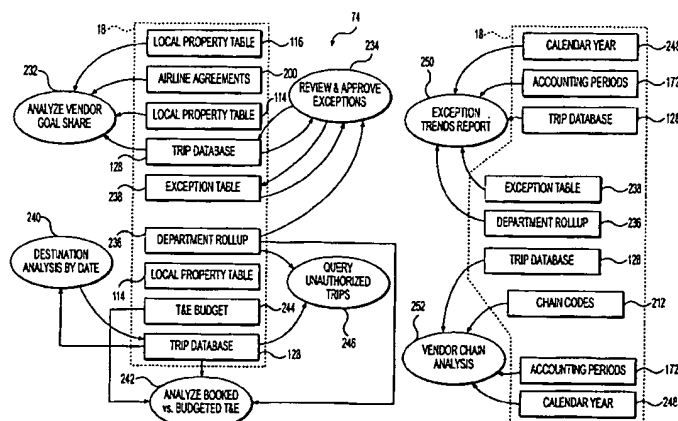 74
18
LOCAL PROPERTY TABLE
116
232
AIRLINE AGREEMENTS
200
234
ANALYZE VENDOR
GOAL SHARE
LOCAL PROPERTY TABLE
114
REVIEW & APPROVE
EXCEPTIONS
TRIP DATABASE
128
EXCEPTION TABLE
238
240
236
DEPARTMENT ROLLUP
DESTINATION
ANALYSIS BY DATE
LOCAL PROPERTY TABLE
114
QUERY
UNAUTHORIZED
TRIPS
246
T&E BUDGET
244
TRIP DATABASE
128
242
ANALYZE BOOKED
vs. BUDGETED T&E
18
CALENDAR YEAR
248
250
ACCOUNTING PERIODS
172
EXCEPTION
TRENDS REPORT
TRIP DATABASE
128
EXCEPTION TABLE
238
DEPARTMENT ROLLUP
236
TRIP DATABASE
128
CHAIN CODES
212
252
VENDOR CHAIN
ANALYSIS
ACCOUNTING PERIODS
172
CALENDAR YEAR
248